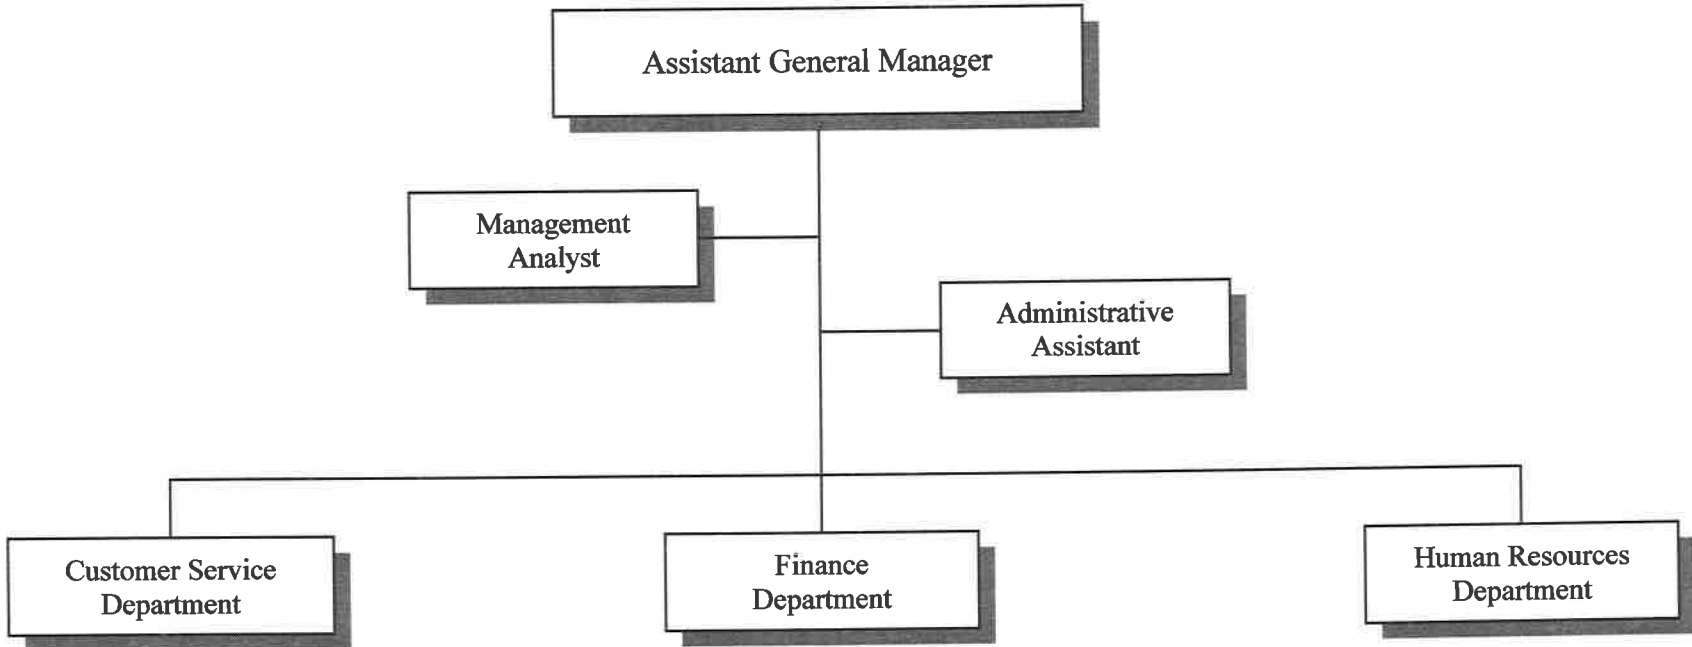 Assistant General Manager
Management
Analyst
Administrative
Assistant
Customer Service
Department
Finance
Department
Human Resources
Department